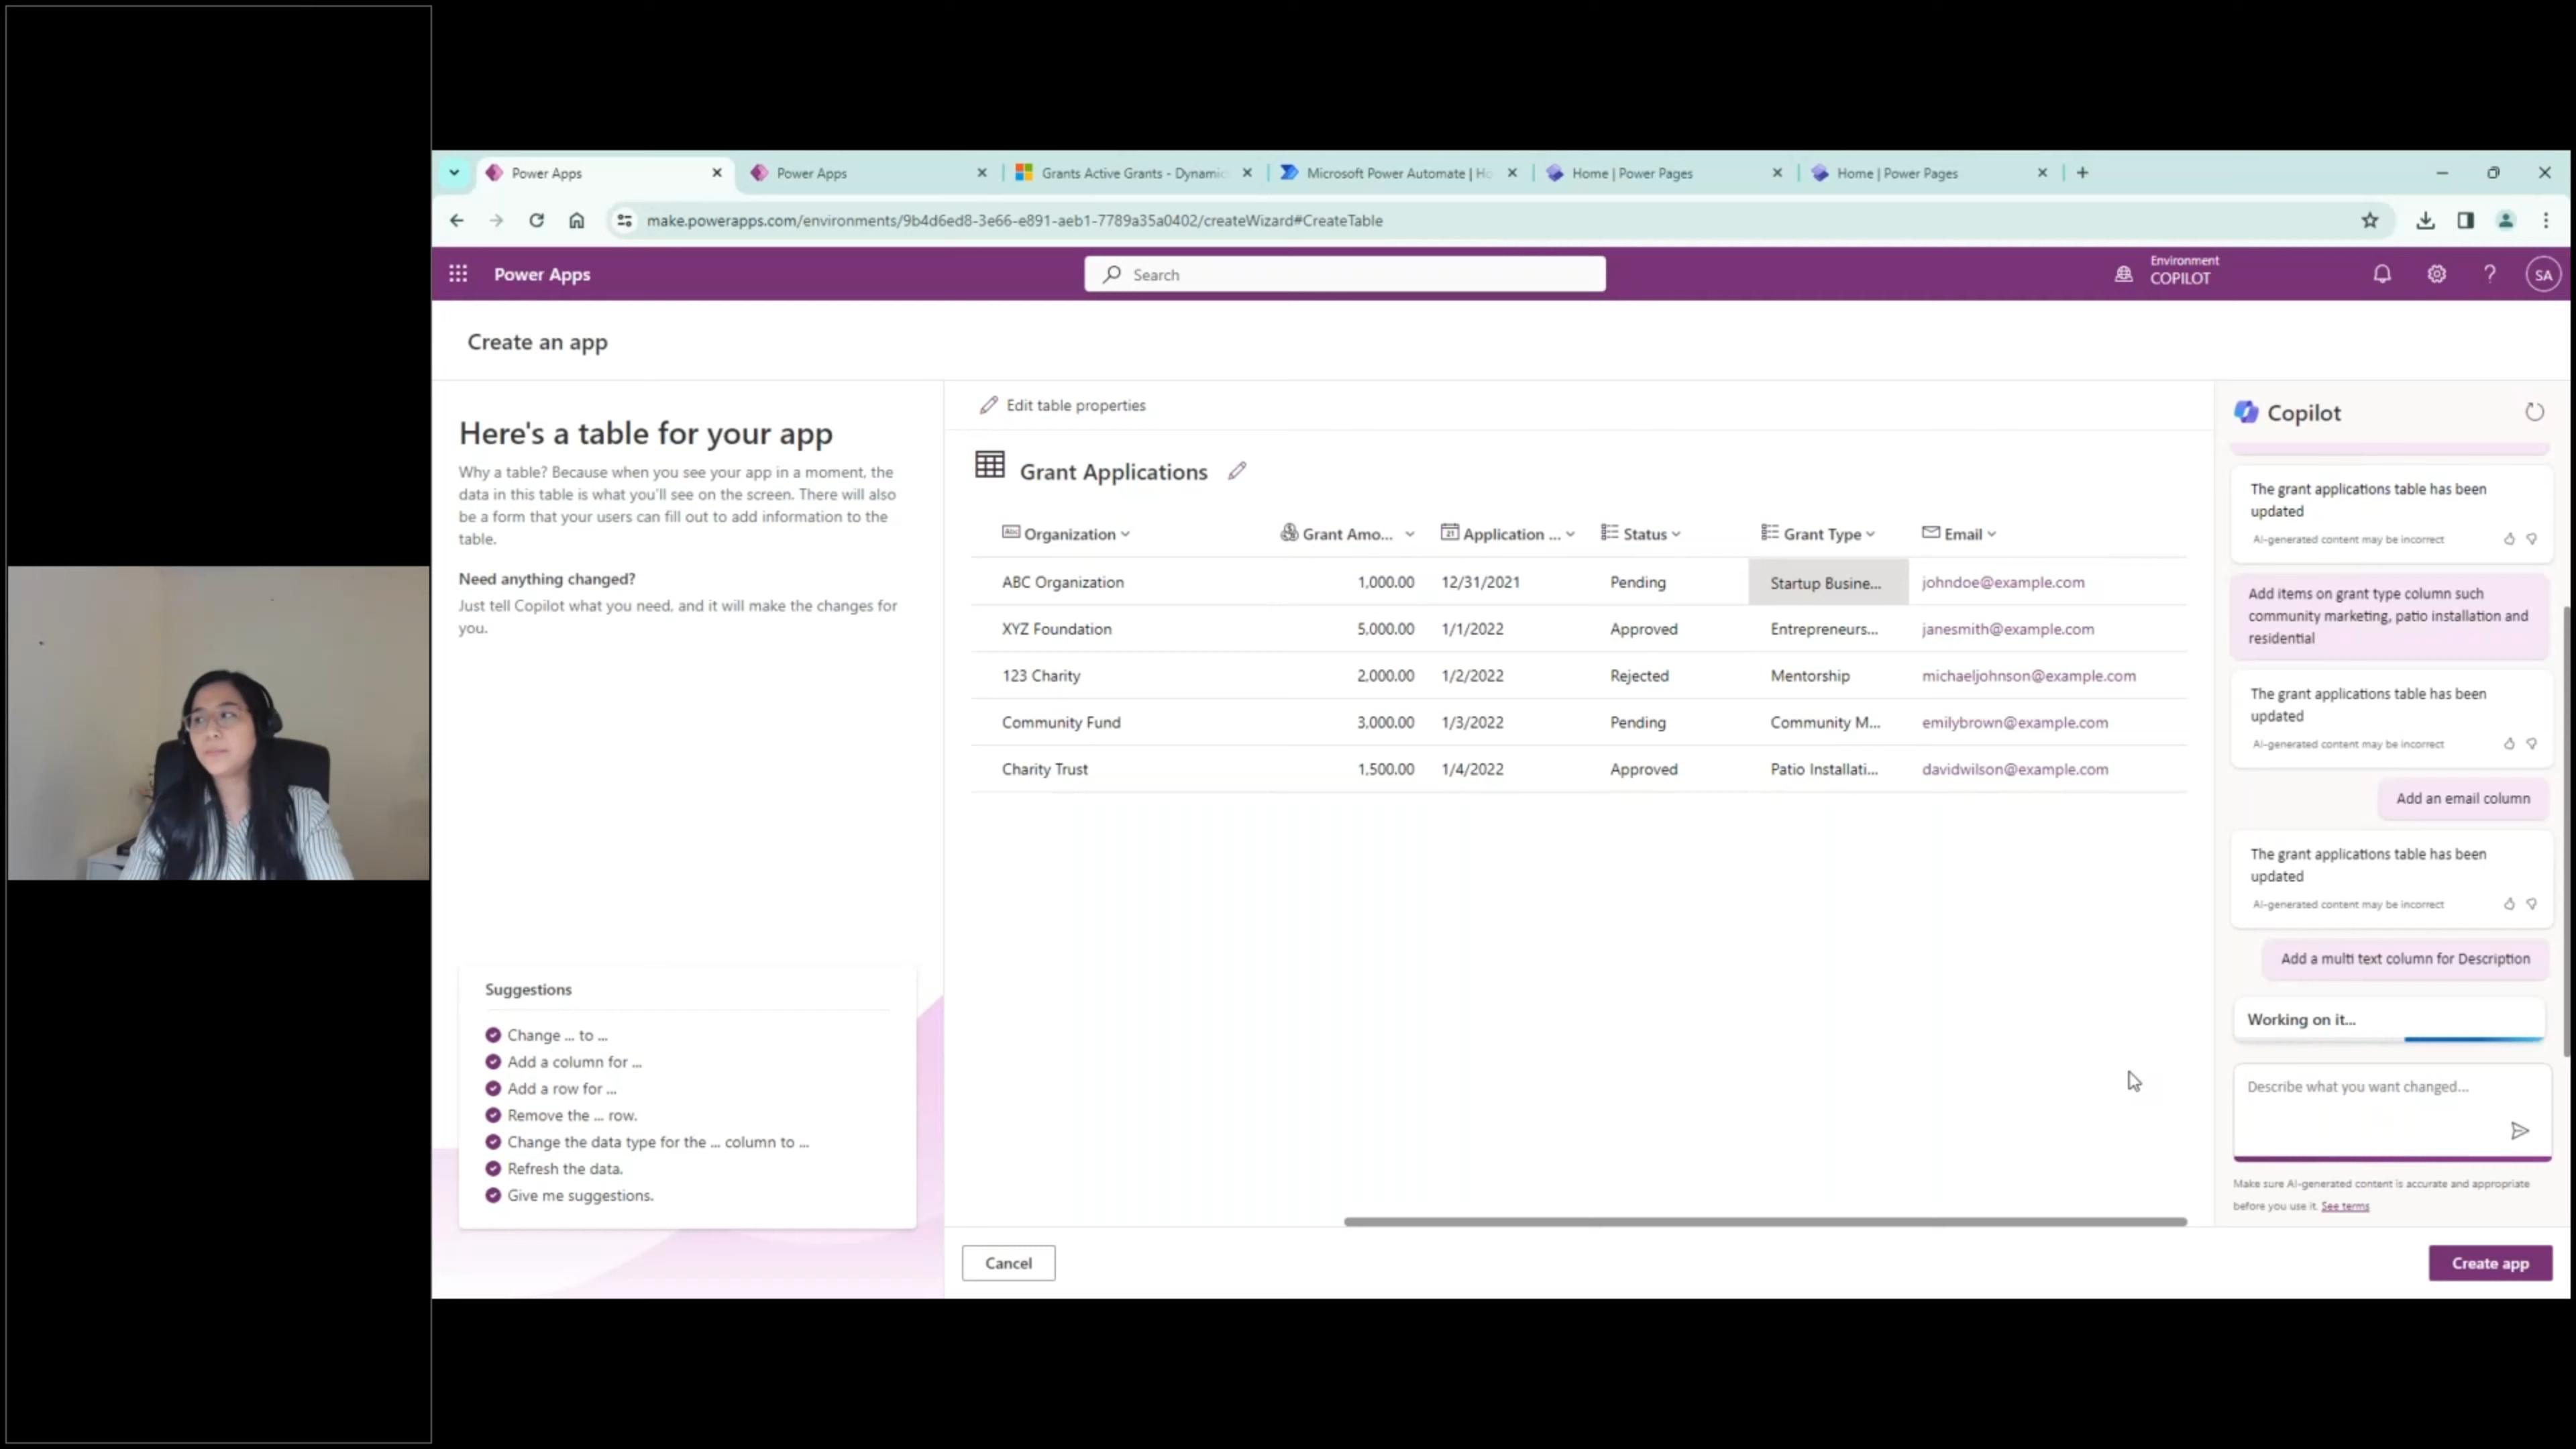 Power Apps
Power Apps
Grants Active Grants - Dynamic
Microsoft Power Automate | Ho
Home | Power Pages
Home | Power Pages
make.powerapps.com/environments/9b4d6ed8-3e66-e891-aeb1-7789a35a0402/createWizard#CreateTable
Power Apps
Search
Environment
COPILOT
?
SA
Create an app
Here's a table for your app
Why a table? Because when you see your app in a moment, the
data in this table is what you'll see on the screen. There will also
be a form that your users can fill out to add information to the
table.
Need anything changed?
Just tell Copilot what you need, and it will make the changes for
you.
Suggestions
Change ... to ...
Add a column for ...
Add a row for ...
Remove the ... row.
Change the data type for the ... column to ...
Refresh the data.
Give me suggestions.
Edit table properties
Grant Applications
Abc Organization 21 Grant Amo... Application ... Status Grant Type Email
ABC Organization 1,000.00 12/31/2021 Pending Startup Busine... johndoe@example.com
XYZ Foundation 5,000.00 1/1/2022 Approved Entrepreneurs... janesmith@example.com
123 Charity 2,000.00 1/2/2022 Rejected Mentorship michaeljohnson@example.com
Community Fund 3,000.00 1/3/2022 Pending Community M... emilybrown@example.com
Charity Trust 1,500.00 1/4/2022 Approved Patio Installati... davidwilson@example.com
Cancel
Copilot
The grant applications table has been
updated
AI-generated content may be incorrect
Add items on grant type column such
community marketing, patio installation and
residential
The grant applications table has been
updated
AI-generated content may be incorrect
Add an email column
The grant applications table has been
updated
AI-generated content may be incorrect
Add a multi text column for Description
Working on it...
Describe what you want changed...
Make sure AI-generated content is accurate and appropriate
before you use it. See terms
Create app